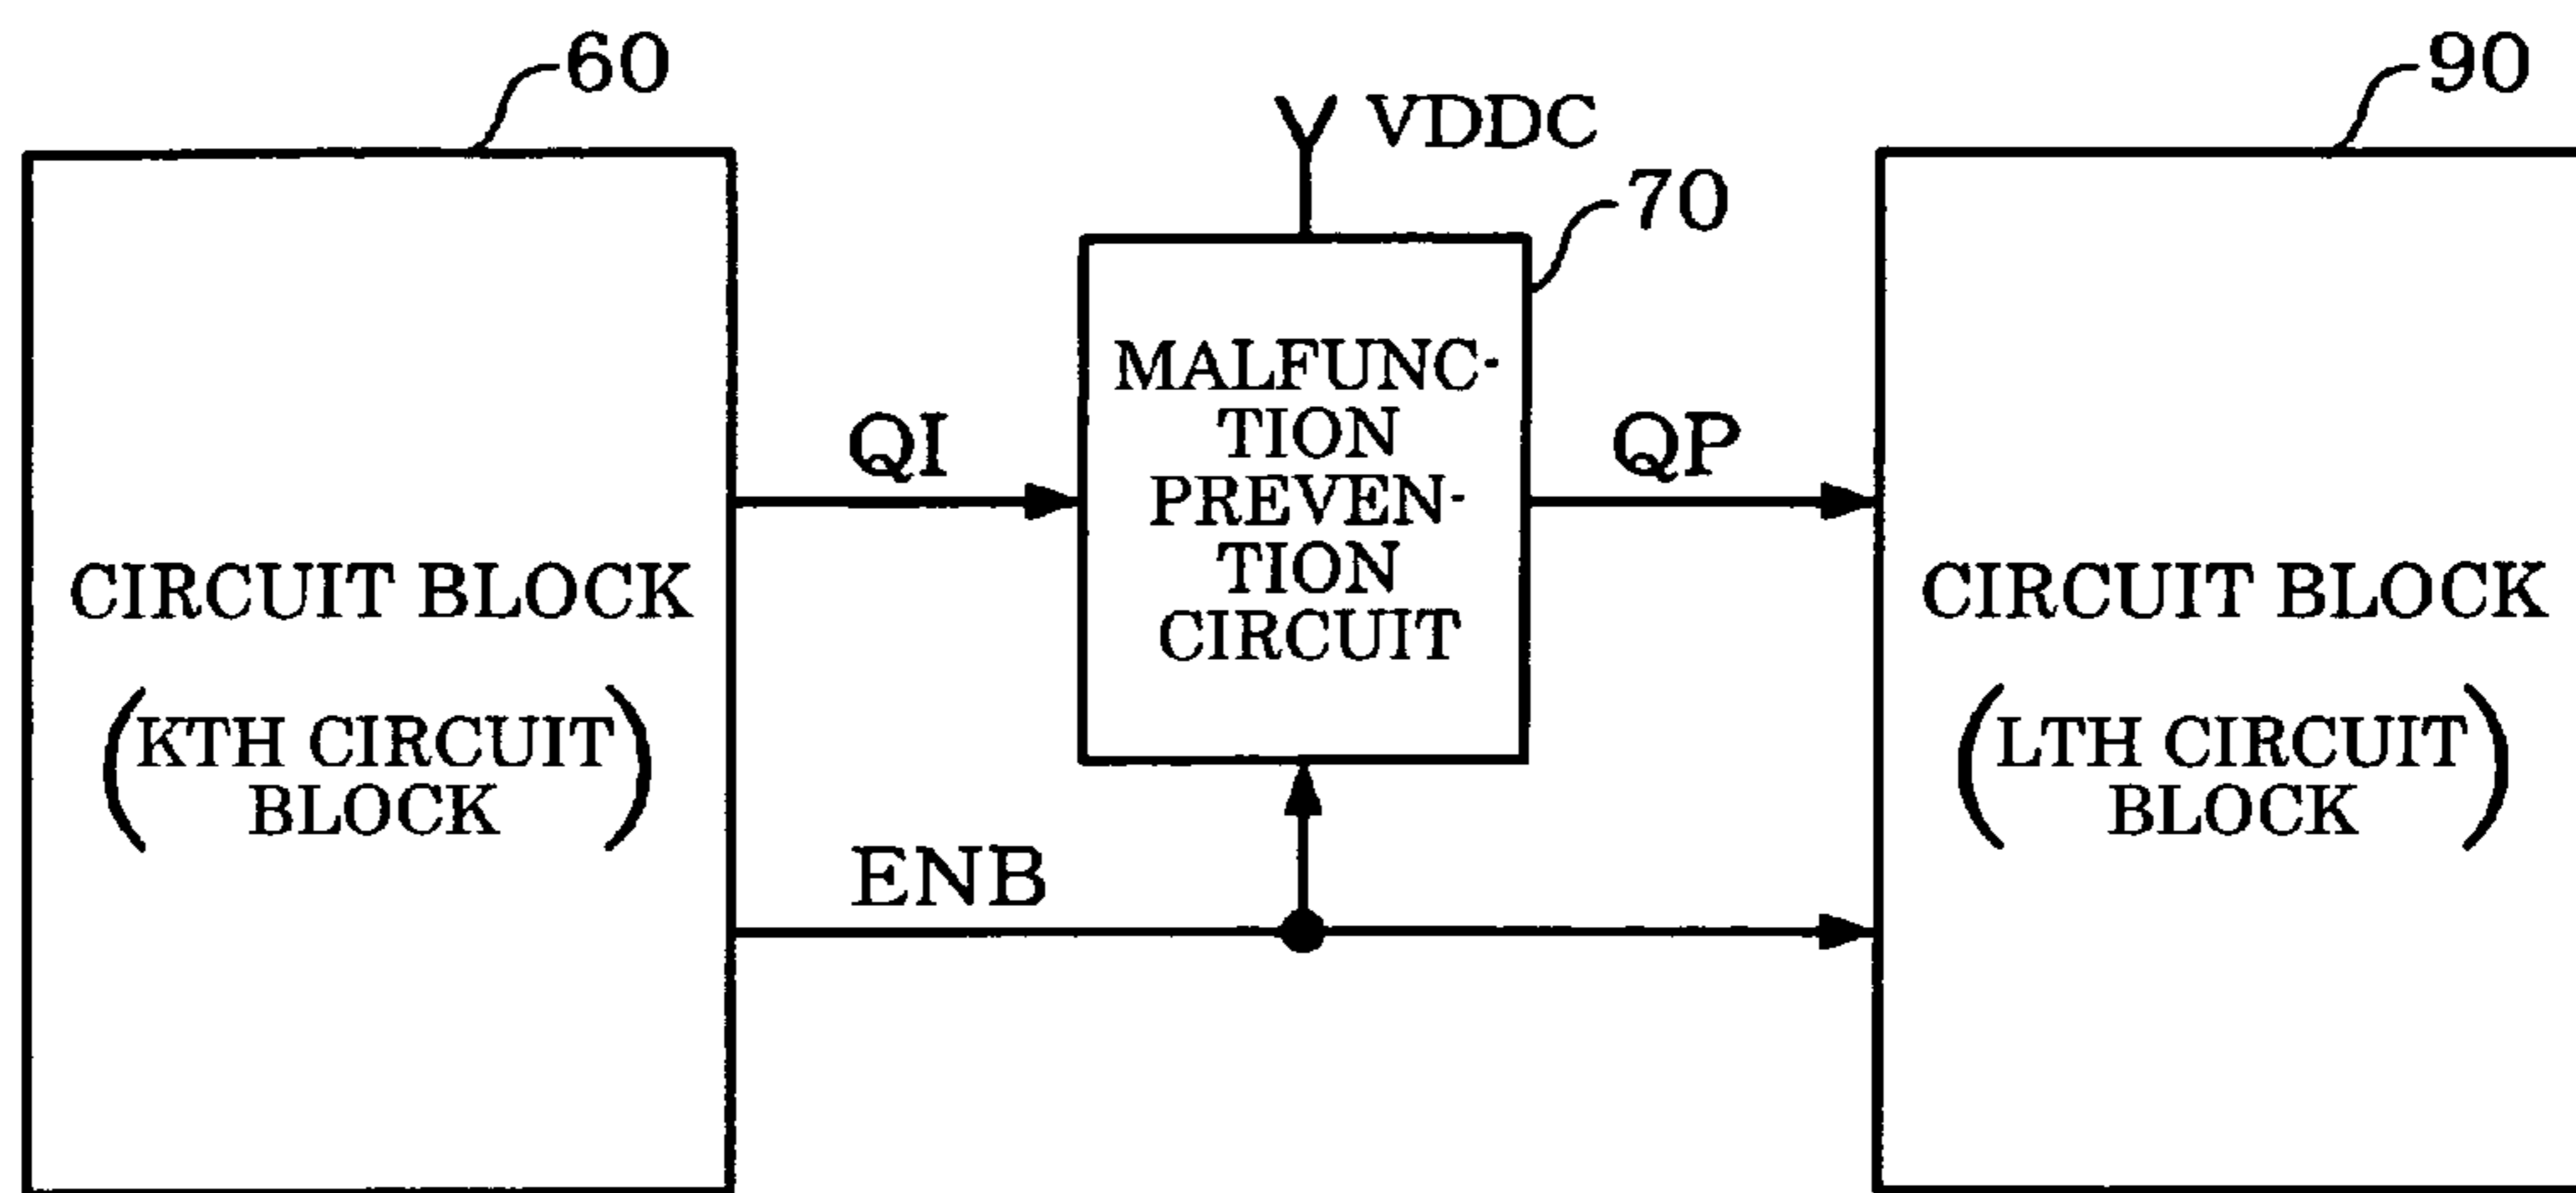 60
90
VDDC
70
MALFUNC-
TION
PREVEN-
TION
CIRCUIT
QI
QP
CIRCUIT BLOCK
(KTH CIRCUIT
BLOCK)
CIRCUIT BLOCK
(LTH CIRCUIT
BLOCK)
ENB